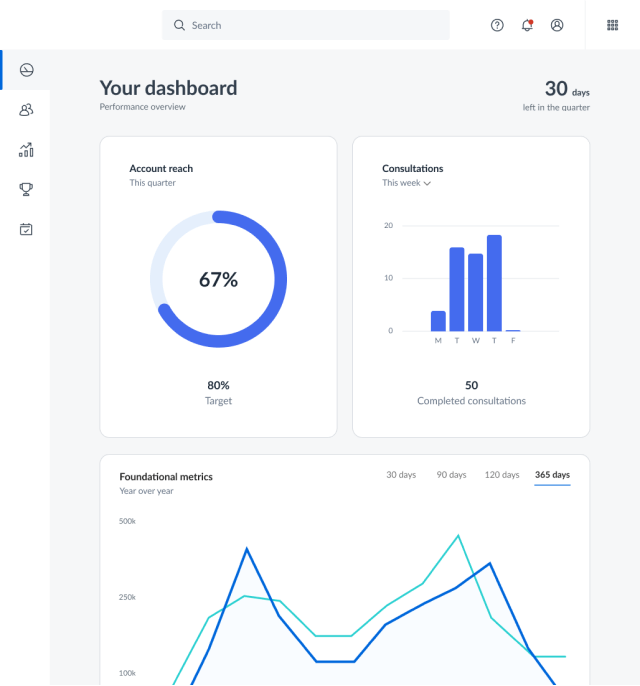 Search
Your dashboard
Performance overview
30 days
left in the quarter
Account reach
This quarter
67%
80%
Target
Consultations
This week
20
10
0
M T W T F
50
Completed consultations
Foundational metrics
Year over year
30 days 90 days 120 days 365 days
500k
250k
100k